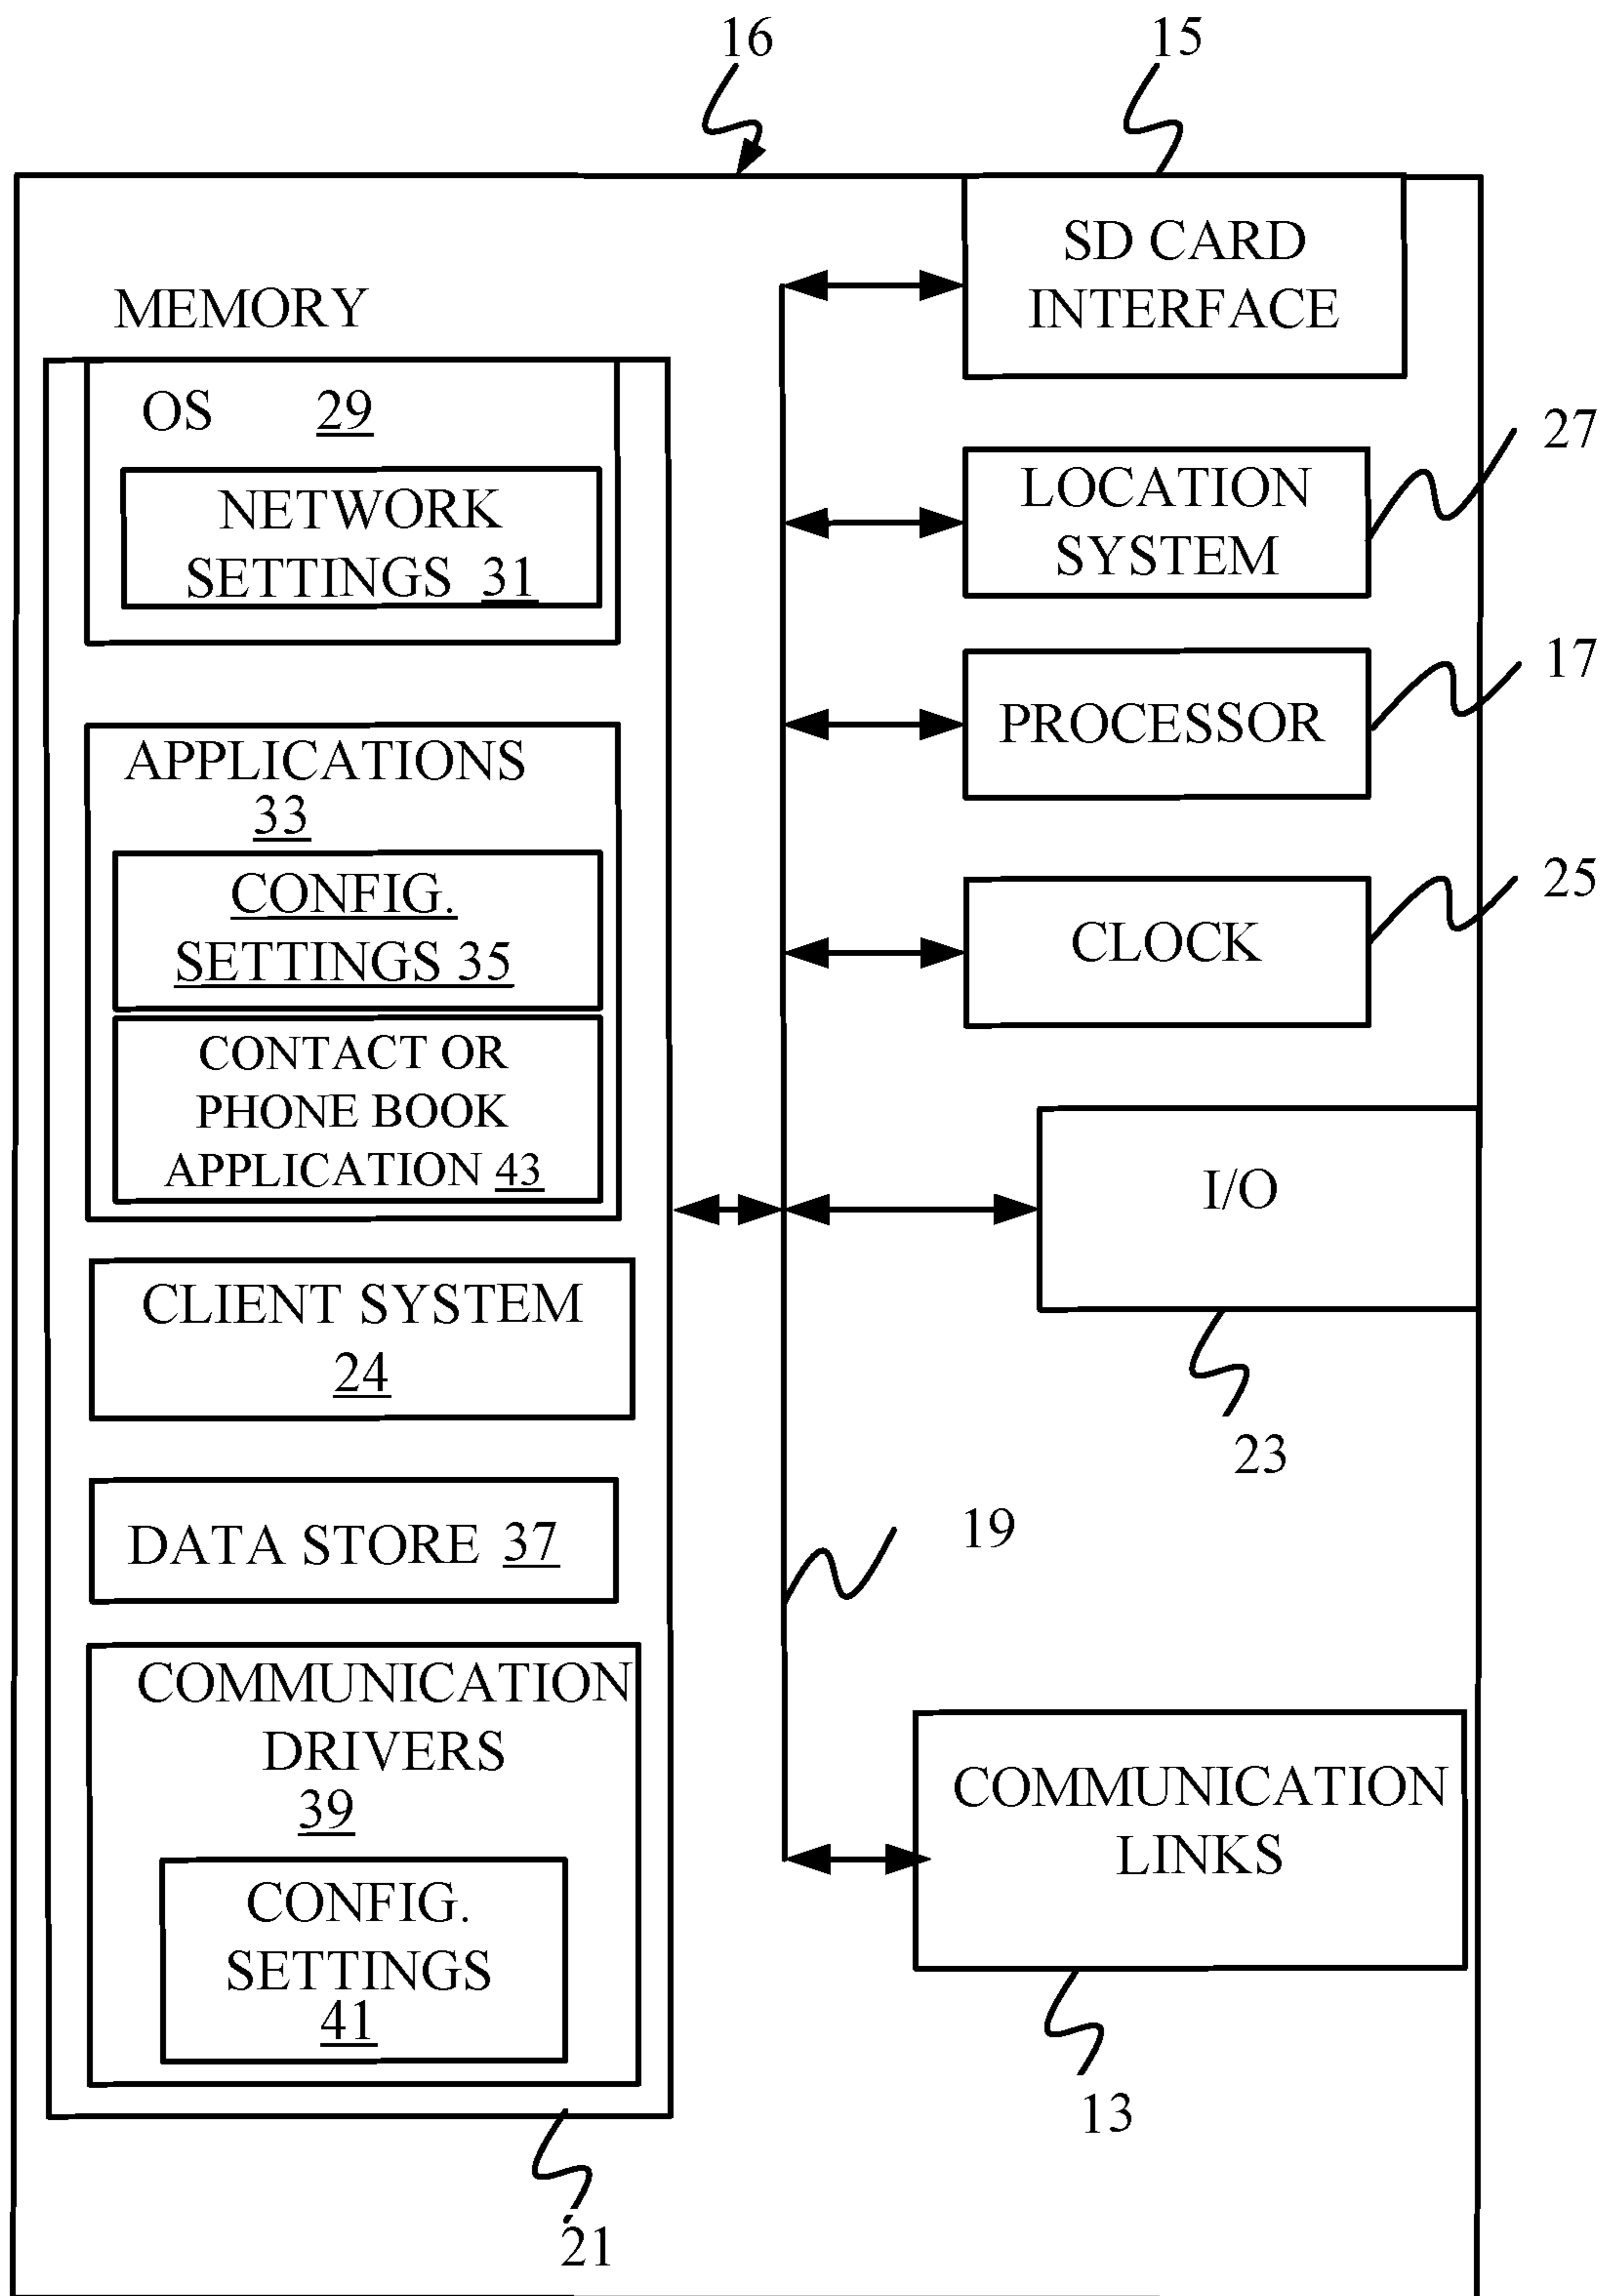 16
15
SD CARD
INTERFACE
MEMORY
OS 29
NETWORK
SETTINGS 31
27
LOCATION
SYSTEM
17
PROCESSOR
APPLICATIONS
33
CONFIG.
SETTINGS 35
CONTACT OR
PHONE BOOK
APPLICATION 43
25
CLOCK
I/O
23
CLIENT SYSTEM
24
DATA STORE 37
19
COMMUNICATION
DRIVERS
39
CONFIG.
SETTINGS
41
COMMUNICATION
LINKS
13
21